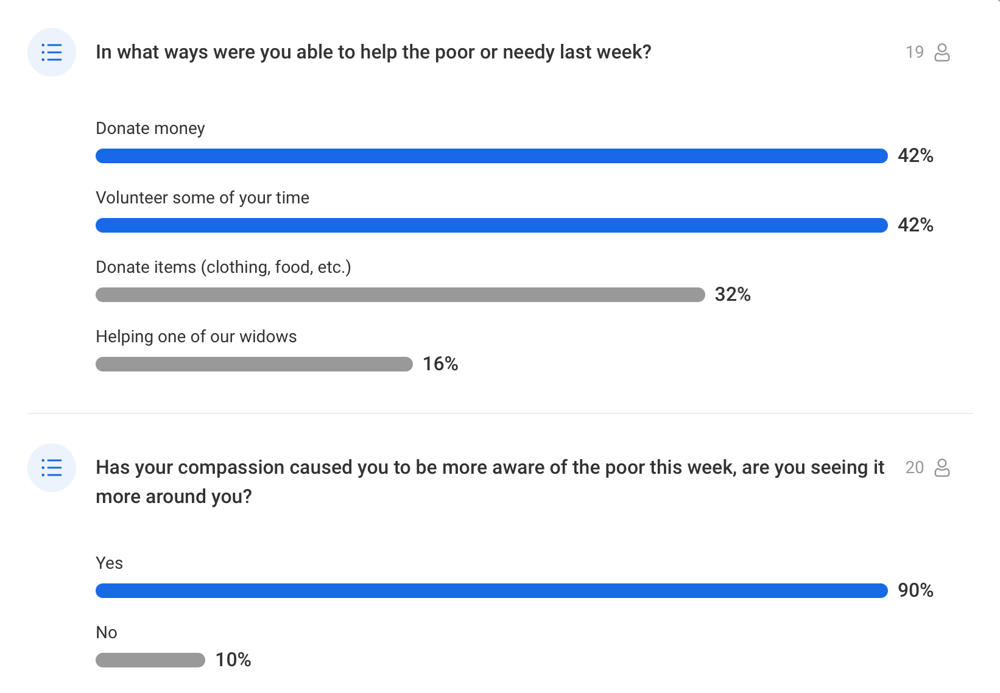 In what ways were you able to help the poor or needy last week?
19
Donate money
42%
Volunteer some of your time
42%
Donate items (clothing, food, etc.)
32%
Helping one of our widows
16%
Has your compassion caused you to be more aware of the poor this week, are you seeing it
20
more around you?
Yes
90%
No
10%